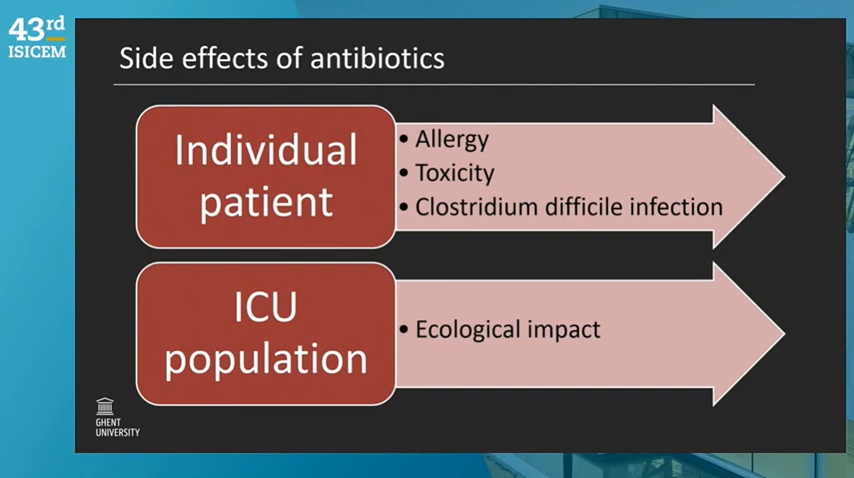 43rd
ISICEM
Side effects of antibiotics
Individual
patient
• Allergy
• Toxicity
• Clostridium difficile infection
ICU
population
• Ecological impact
GHENT
UNIVERSITY